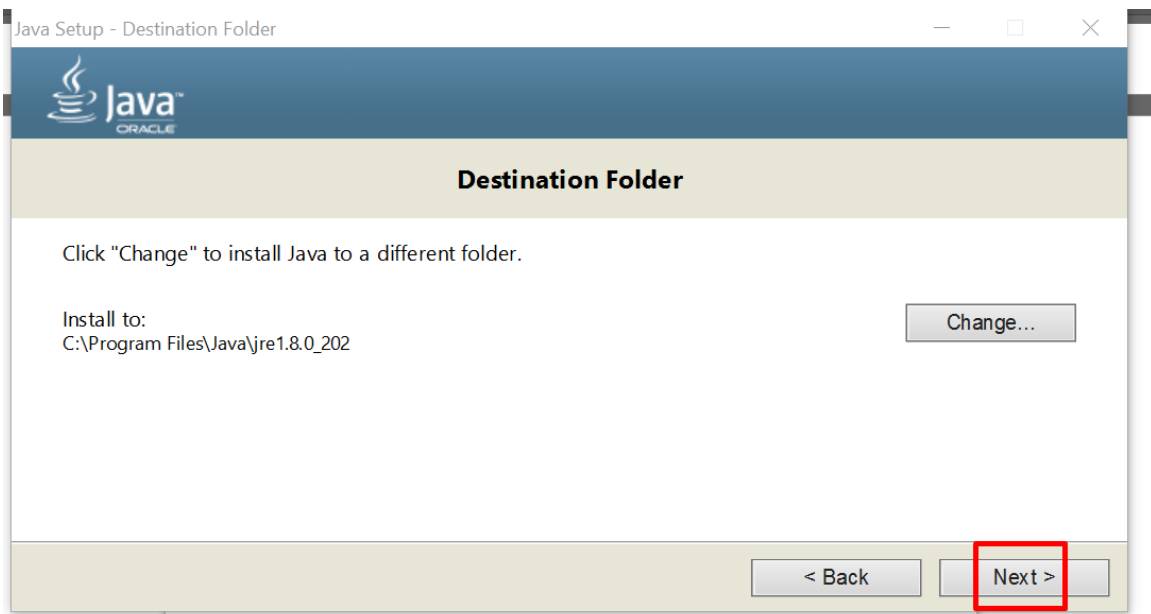 Java Setup - Destination Folder
Java™
ORACLE
Destination Folder
Click "Change" to install Java to a different folder.
Install to:
C:\Program Files\Java\jre1.8.0_202
Change...
< Back
Next >